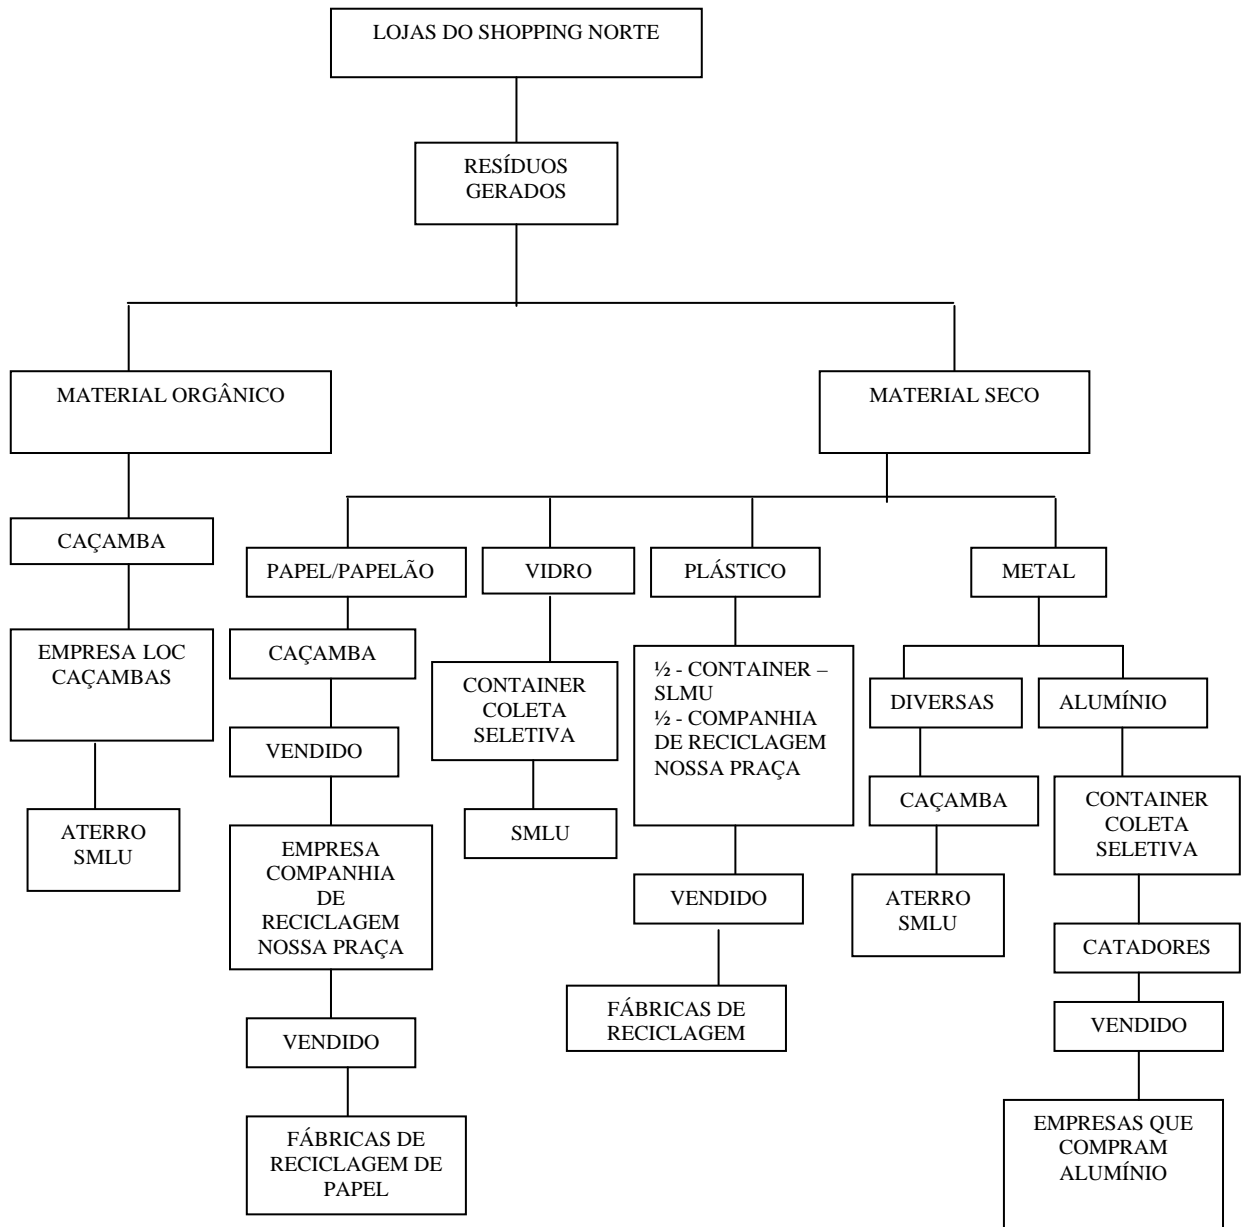 LOJAS DO SHOPPING NORTE
RESÍDUOS
GERADOS
MATERIAL ORGÂNICO
MATERIAL SECO
CAÇAMBA
PAPEL/PAPELÃO
VIDRO
PLÁSTICO
METAL
EMPRESA LOC
CAÇAMBAS
CAÇAMBA
CONTAINER
COLETA
SELETIVA
½ - CONTAINER –
SLMU
½ - COMPANHIA
DE RECICLAGEM
NOSSA PRAÇA
DIVERSAS
ALUMÍNIO
VENDIDO
CAÇAMBA
CONTAINER
COLETA
SELETIVA
ATERRO
SMLU
EMPRESA
COMPANHIA
DE
RECICLAGEM
NOSSA PRAÇA
SMLU
VENDIDO
ATERRO
SMLU
CATADORES
VENDIDO
FÁBRICAS DE
RECICLAGEM
VENDIDO
FÁBRICAS DE
RECICLAGEM DE
PAPEL
EMPRESAS QUE
COMPRAM
ALUMÍNIO